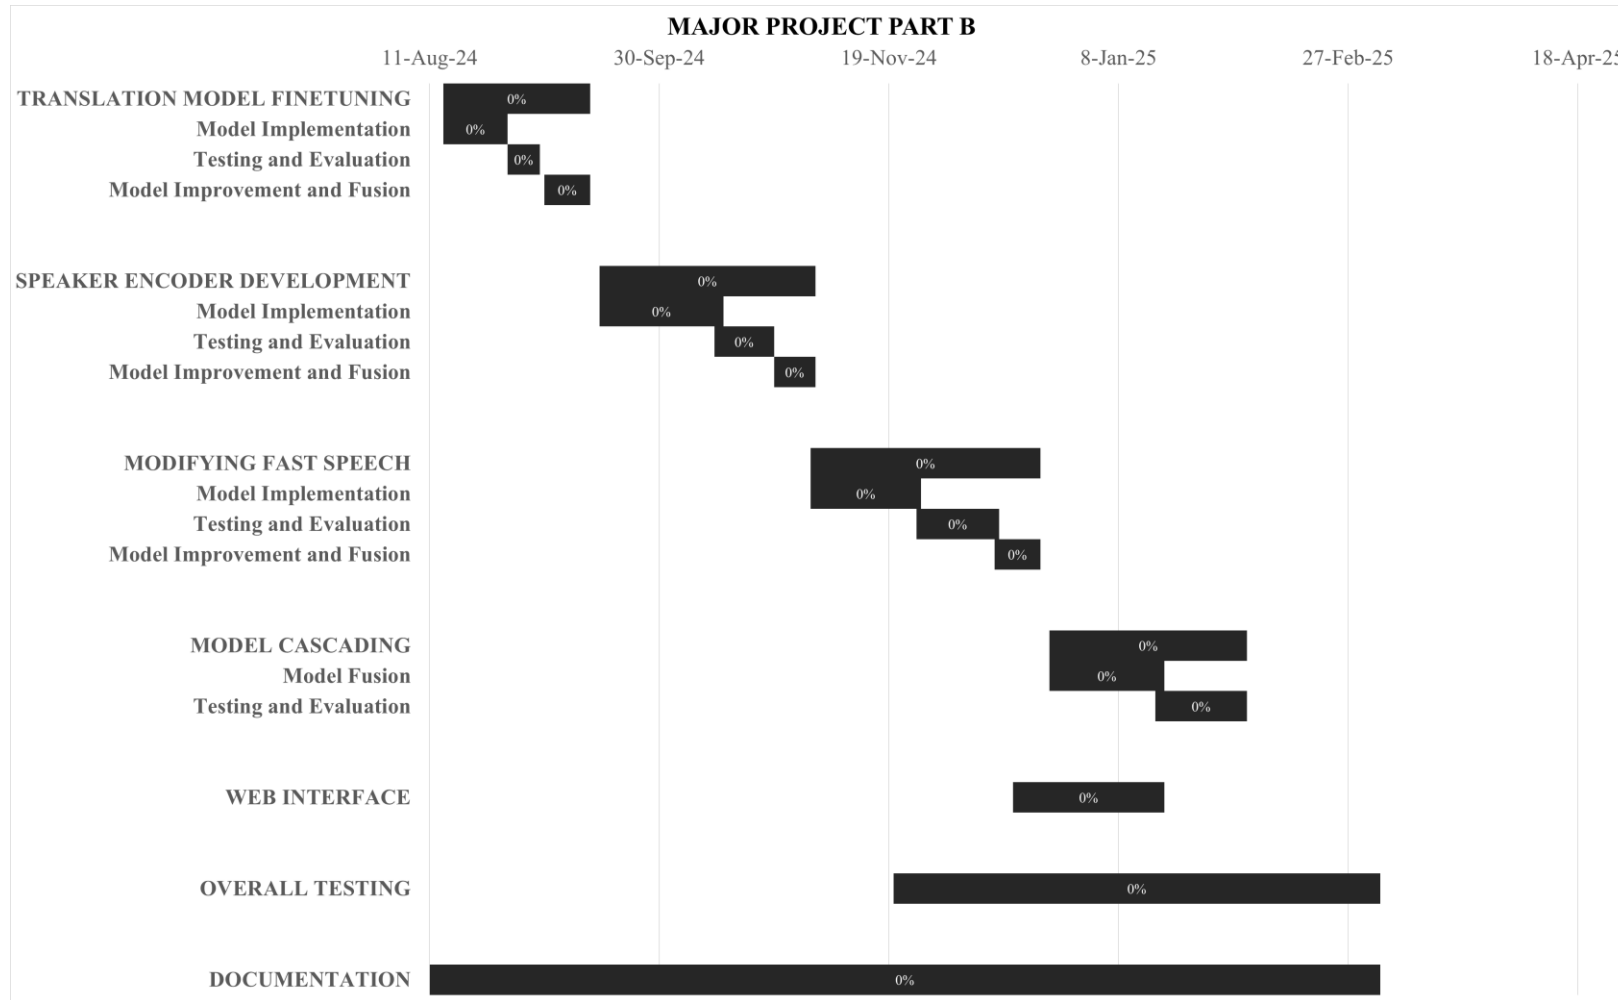 MAJOR PROJECT PART B
11-Aug-24 30-Sep-24 19-Nov-24 8-Jan-25 27-Feb-25 18-Apr-25
TRANSLATION MODEL FINETUNING 0%
Model Implementation 0%
Testing and Evaluation 0%
Model Improvement and Fusion 0%
SPEAKER ENCODER DEVELOPMENT 0%
Model Implementation 0%
Testing and Evaluation 0%
Model Improvement and Fusion 0%
MODIFYING FAST SPEECH 0%
Model Implementation 0%
Testing and Evaluation 0%
Model Improvement and Fusion 0%
MODEL CASCADING 0%
Model Fusion 0%
Testing and Evaluation 0%
WEB INTERFACE 0%
OVERALL TESTING 0%
DOCUMENTATION 0%